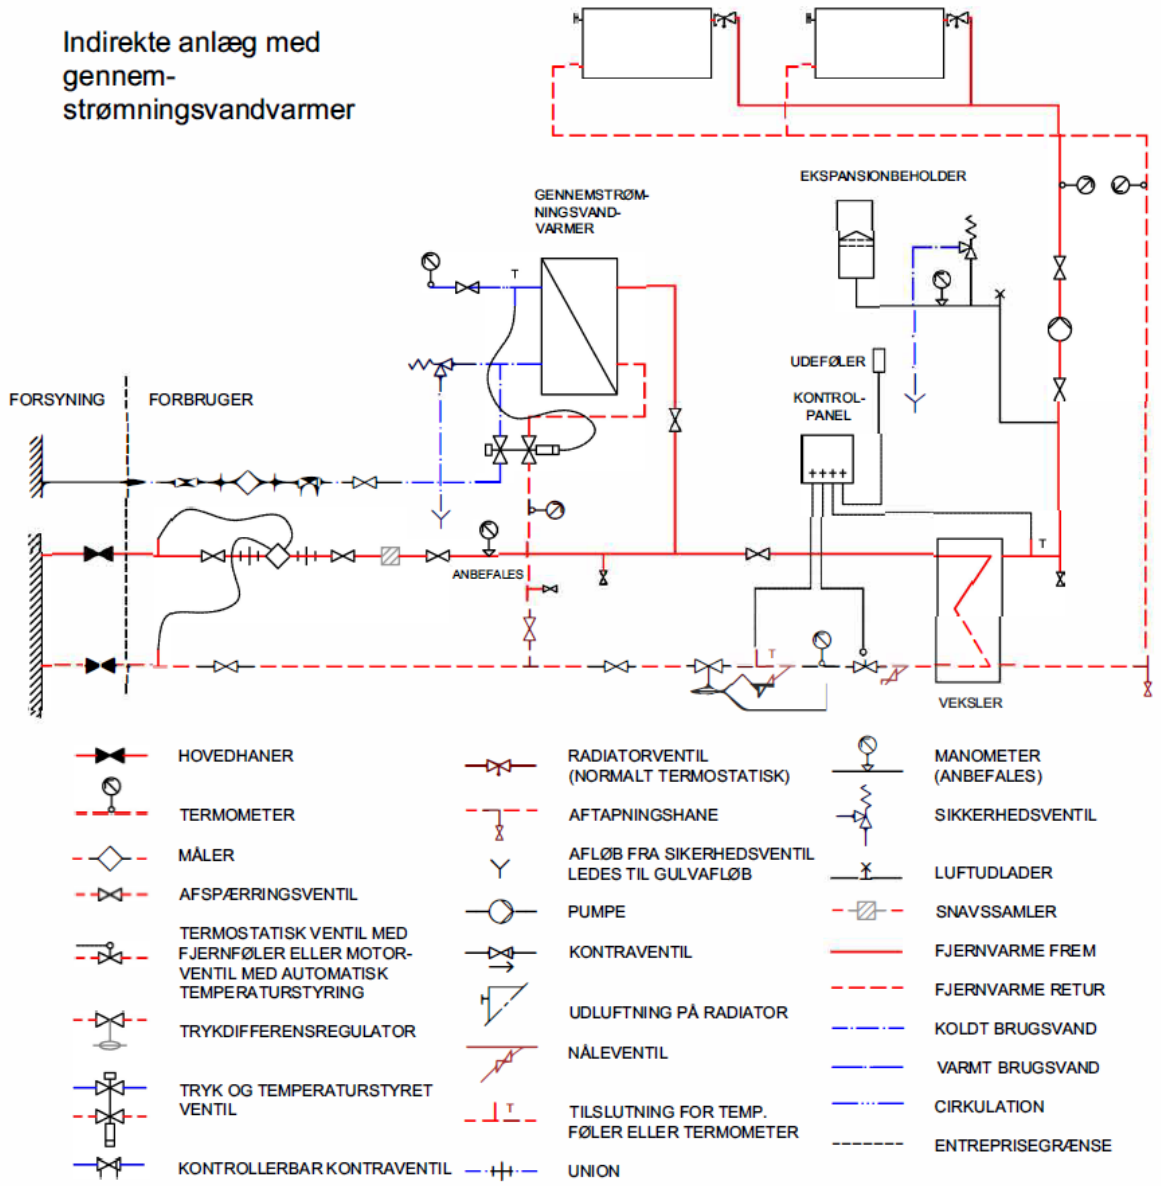 Indirekte anlæg med
gennem-
strømningsvandvarmer
EKSPANSIONBEHOLDER
GENNEMSTRØM-
NINGSVAND-
VARMER
T
UDEFØLER
KONTROL-
PANEL
FORSYNING
FORBRUGER
T
ANBEFALES
T
VEKSLER
HOVEDHANER
TERMOMETER
MÅLER
AFSPÆRRINGSVENTIL
TERMOSTATISK VENTIL MED
FJERNFØLER ELLER MOTOR-
VENTIL MED AUTOMATISK
TEMPERATURSTYRING
TRYKDIFFERENSREGULATOR
TRYK OG TEMPERATURSTYRET
VENTIL
KONTROLLERBAR KONTRAVENTIL
RADIATORVENTIL
(NORMALT TERMOSTATISK)
AFTAPNINGSHANE
AFLØB FRA SIKERHEDSVENTIL
LEDES TIL GULVAFLØB
PUMPE
KONTRAVENTIL
UDLUFTNING PÅ RADIATOR
NÅLEVENTIL
T
TILSLUTNING FOR TEMP.
FØLER ELLER TERMOMETER
UNION
MANOMETER
(ANBEFALES)
SIKKERHEDSVENTIL
LUFTUDLADER
SNAVSSAMLER
FJERNVARME FREM
FJERNVARME RETUR
KOLDT BRUGSVAND
VARMT BRUGSVAND
CIRKULATION
ENTREPRISEGRÆNSE